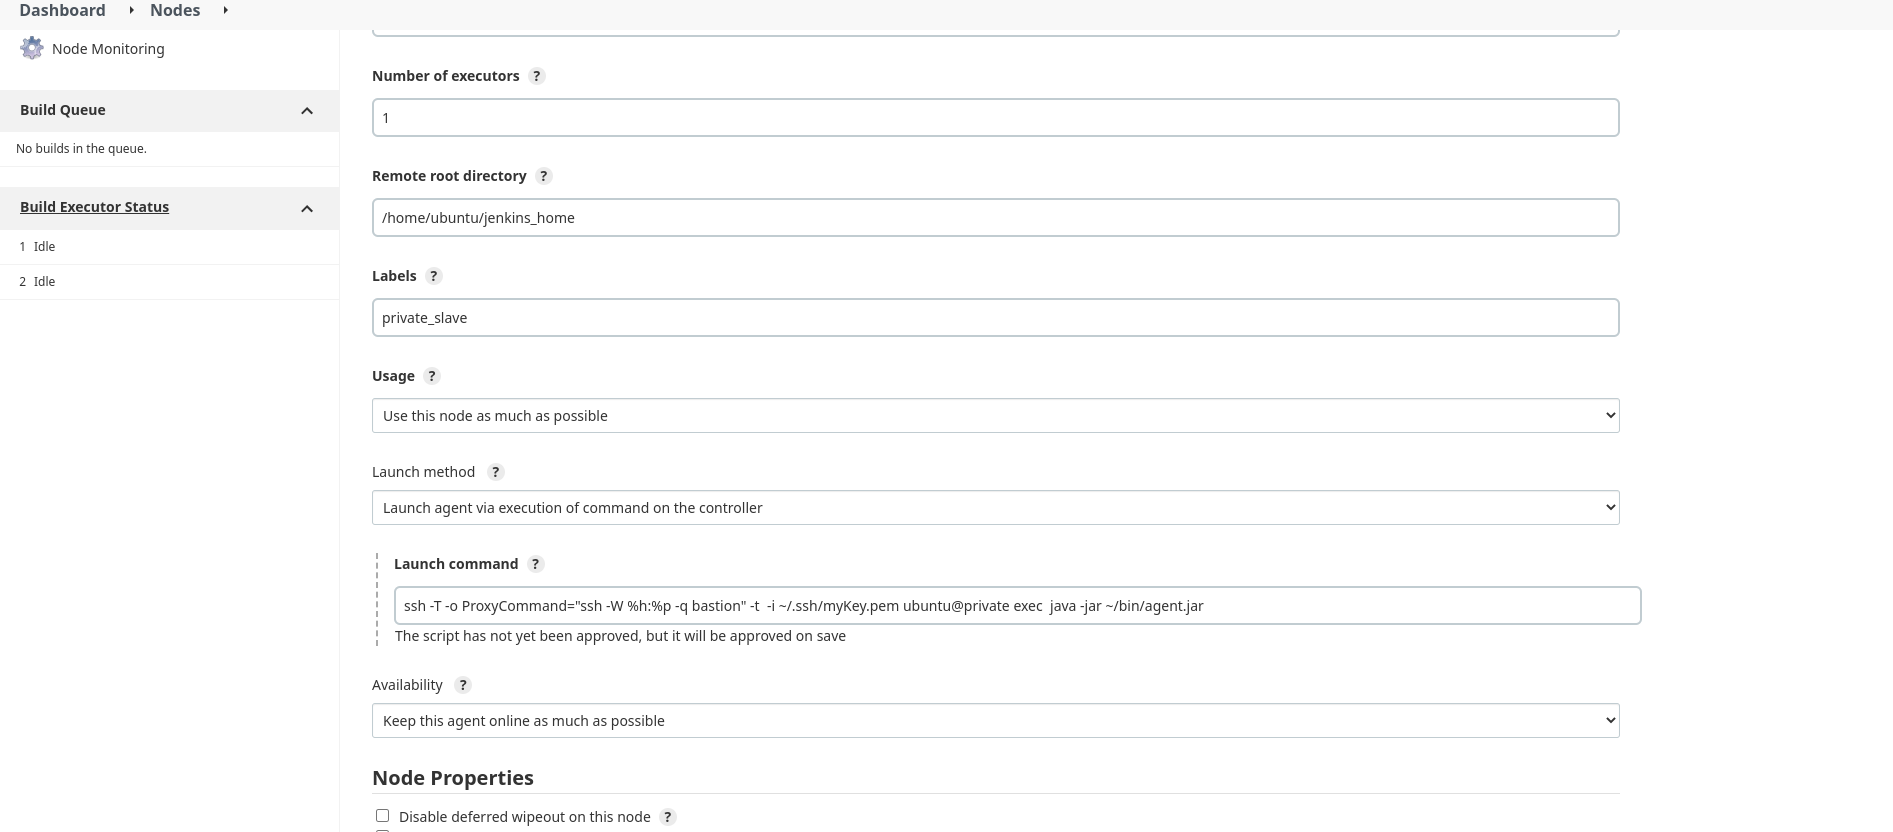 Dashboard Nodes
Node Monitoring
Build Queue
No builds in the queue.
Build Executor Status
1 Idle
2 Idle
Number of executors ?
1
Remote root directory ?
/home/ubuntu/jenkins_home
Labels ?
private_slave
Usage ?
Use this node as much as possible
Launch method ?
Launch agent via execution of command on the controller
Launch command ?
ssh -T -o ProxyCommand="ssh -W %h:%p -q bastion" -t  -i ~/.ssh/myKey.pem ubuntu@private exec  java -jar ~/bin/agent.jar
The script has not yet been approved, but it will be approved on save
Availability ?
Keep this agent online as much as possible
Node Properties
Disable deferred wipeout on this node ?